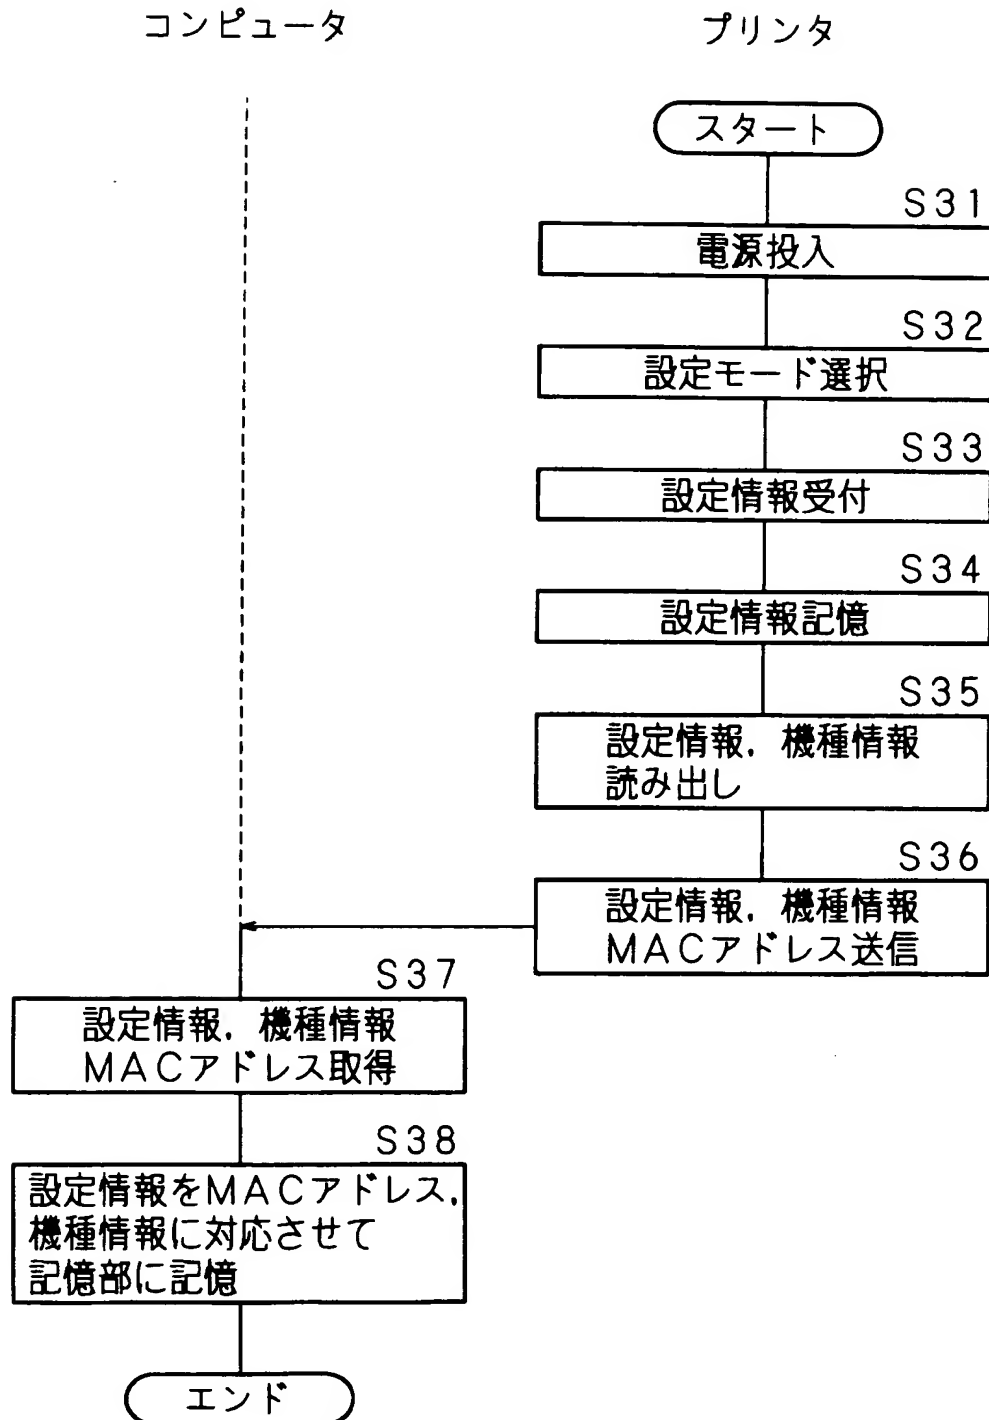 コンピュータ
プリンタ
スタート
S31
電源投入
S32
設定モード選択
S33
設定情報受付
S34
設定情報記憶
S35
設定情報，機種情報
読み出し
S36
設定情報，機種情報
MACアドレス送信
S37
設定情報，機種情報
MACアドレス取得
S38
設定情報をMACアドレス，
機種情報に対応させて
記憶部に記憶
エンド